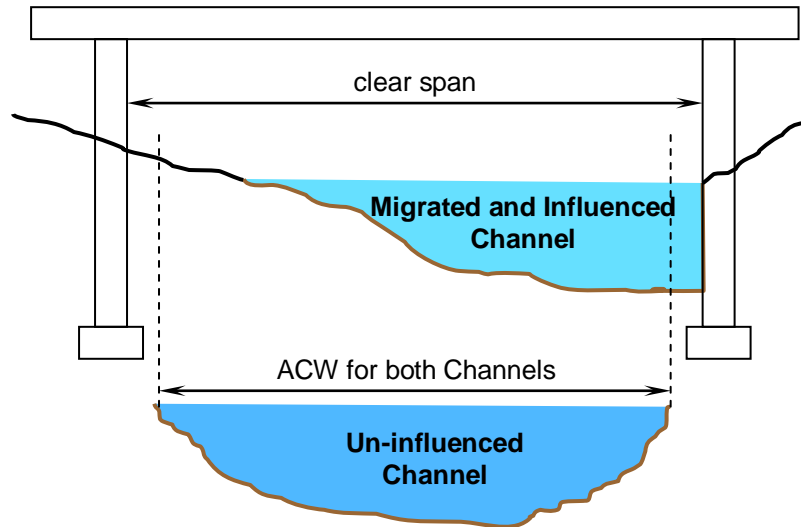 clear span
Migrated and Influenced
Channel
ACW for both Channels
Un-influenced
Channel